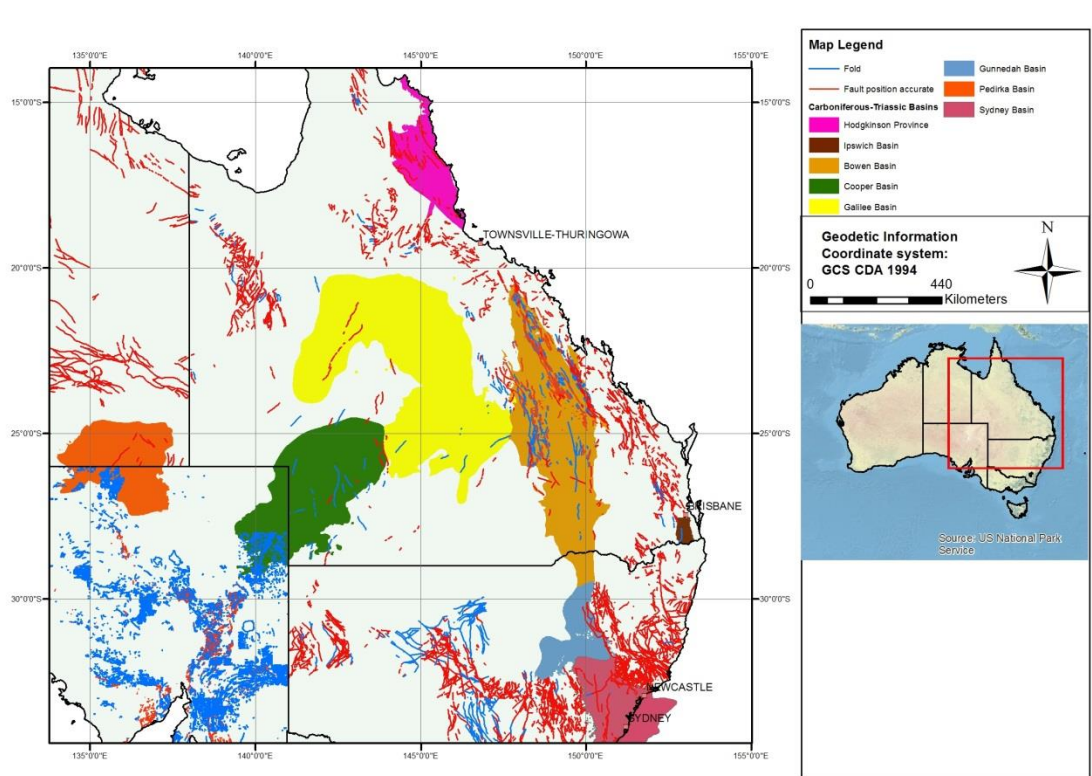 135°0'0"E 140°0'0"E 145°0'0"E 150°0'0"E 155°0'0"E
15°0'0"S 15°0'0"S
TOWNSVILLE-THURINGOWA
20°0'0"S 20°0'0"S
25°0'0"S 25°0'0"S
BRISBANE
30°0'0"S 30°0'0"S
NEWCASTLE
SYDNEY
135°0'0"E 140°0'0"E 145°0'0"E 150°0'0"E 155°0'0"E
Map Legend
Fold
Fault position accurate
Carboniferous-Triassic Basins
Hodgkinson Province
Ipswich Basin
Bowen Basin
Cooper Basin
Galilee Basin
Gunnedah Basin
Pedirka Basin
Sydney Basin
Geodetic Information
Coordinate system:
GCS CDA 1994
N
0 440
Kilometers
Source: US National Park
Service